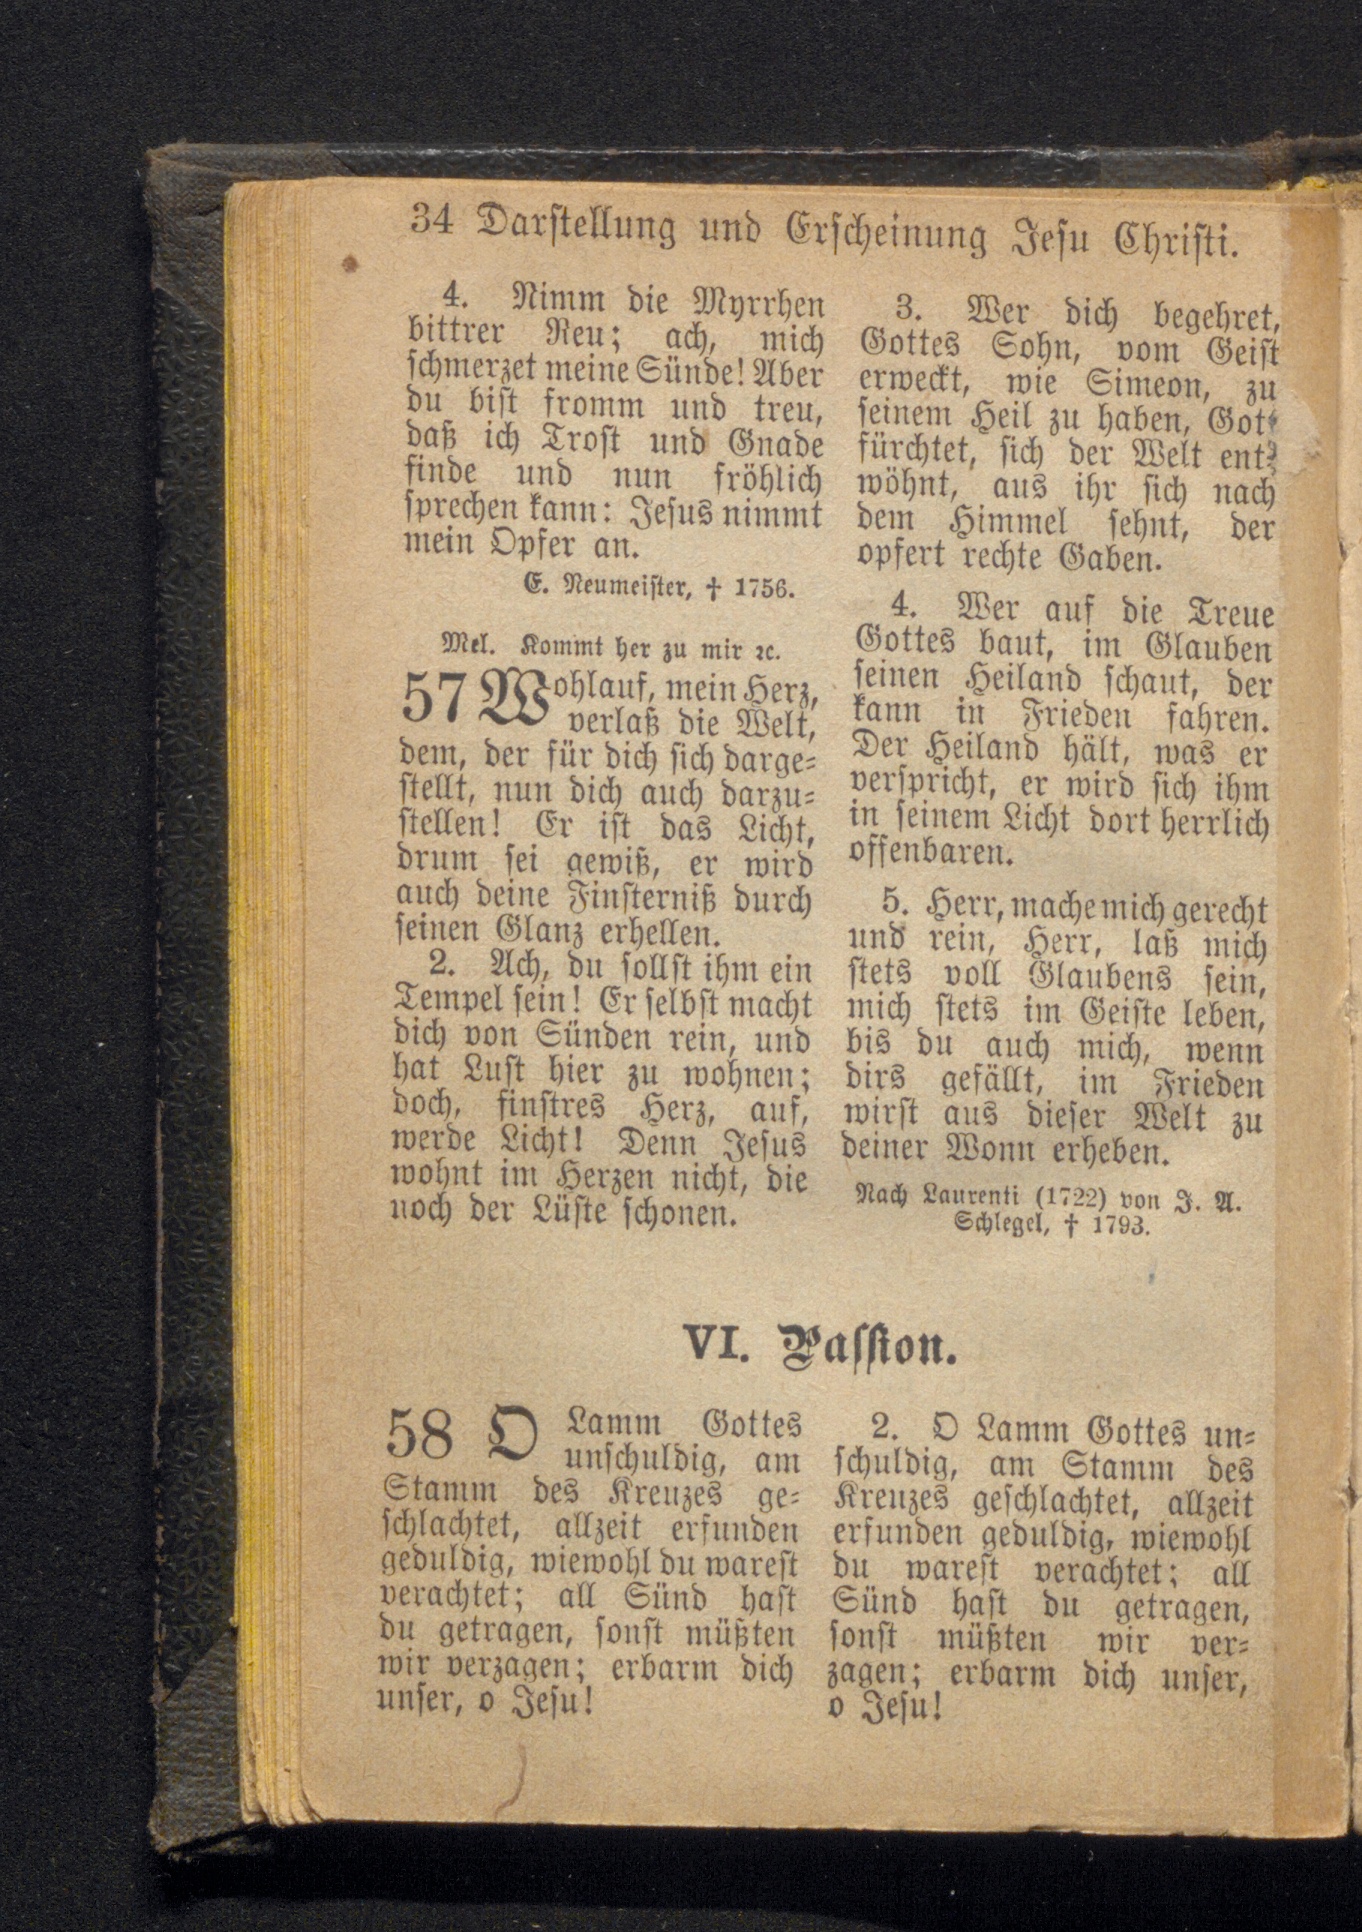 34 Darstellung und Erscheinung Jesu Christi.
4. Nimm die Myrrhen
bittrer Reu; ach, mich
schmerzet meine Sünde! Aber
du bist fromm und treu,
daß ich Trost und Gnade
finde und nun fröhlich
sprechen kann: Jesus nimmt
mein Opfer an.
E. Neumeister, † 1756.
Mel. Kommt her zu mir ꝛc.
57 Wohlauf, mein Herz,
verlaß die Welt,
dem, der für dich sich darge-
stellt, nun dich auch darzu-
stellen! Er ist das Licht,
drum sei gewiß, er wird
auch deine Finsterniß durch
seinen Glanz erhellen.
2. Ach, du sollst ihm ein
Tempel sein! Er selbst macht
dich von Sünden rein, und
hat Lust hier zu wohnen;
doch, finstres Herz, auf,
werde Licht! Denn Jesus
wohnt im Herzen nicht, die
noch der Lüste schonen.
3. Wer dich begehret,
Gottes Sohn, vom Geist
erweckt, wie Simeon, zu
seinem Heil zu haben, Gott
fürchtet, sich der Welt ent-
wöhnt, aus ihr sich nach
dem Himmel sehnt, der
opfert rechte Gaben.
4. Wer auf die Treue
Gottes baut, im Glauben
seinen Heiland schaut, der
kann in Frieden fahren.
Der Heiland hält, was er
verspricht, er wird sich ihm
in seinem Licht dort herrlich
offenbaren.
5. Herr, mache mich gerecht
und rein, Herr, laß mich
stets voll Glaubens sein,
mich stets im Geiste leben,
bis du auch mich, wenn
dirs gefällt, im Frieden
wirst aus dieser Welt zu
deiner Wonn erheben.
Nach Laurenti (1722) von J. A.
Schlegel, † 1793.
VI. Passion.
58 O Lamm Gottes
unschuldig, am
Stamm des Kreuzes ge-
schlachtet, allzeit erfunden
geduldig, wiewohl du warest
verachtet; all Sünd hast
du getragen, sonst müßten
wir verzagen; erbarm dich
unser, o Jesu!
2. O Lamm Gottes un-
schuldig, am Stamm des
Kreuzes geschlachtet, allzeit
erfunden geduldig, wiewohl
du warest verachtet; all
Sünd hast du getragen,
sonst müßten wir ver-
zagen; erbarm dich unser,
o Jesu!